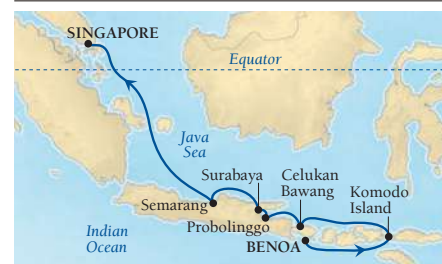 SINGAPORE
Equator
Java
Sea
Surabaya
Celukan
Bawang
Komodo
Island
Semarang
Probolinggo
BENOA
Indian
Ocean